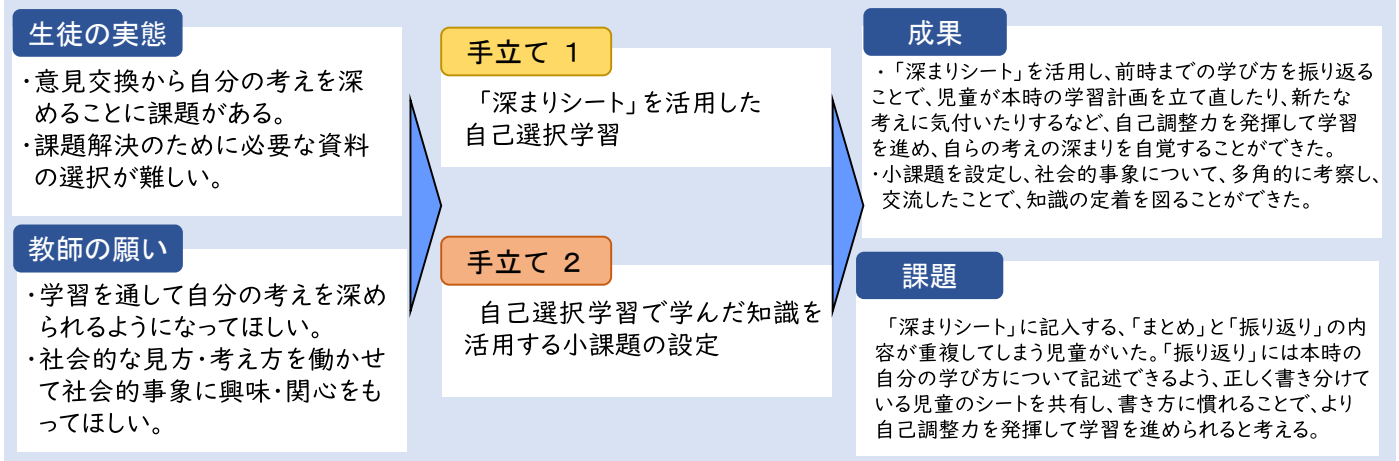 生徒の実態
・意見交換から自分の考えを深
めることに課題がある。
・課題解決のために必要な資料
の選択が難しい。
教師の願い
・学習を通して自分の考えを深め
られるようになってほしい。
・社会的な見方・考え方を働かせ
て社会的事象に興味・関心をも
ってほしい。
手立て 1
「深まりシート」を活用した
自己選択学習
手立て 2
自己選択学習で学んだ知識を
活用する小課題の設定
成果
・「深まりシート」を活用し、前時までの学び方を振り返る
ことで、児童が本時の学習計画を立て直したり、新たな
考えに気付いたりするなど、自己調整力を発揮して学習
を進め、自らの考えの深まりを自覚することができた。
・小課題を設定し、社会的事象について、多角的に考察し、
交流したことで、知識の定着を図ることができた。
課題
「深まりシート」に記入する、「まとめ」と「振り返り」の内
容が重複してしまう児童がいた。「振り返り」には本時の
自分の学び方について記述できるよう、正しく書き分けて
いる児童のシートを共有し、書き方に慣れることで、より
自己調整力を発揮して学習を進められると考える。